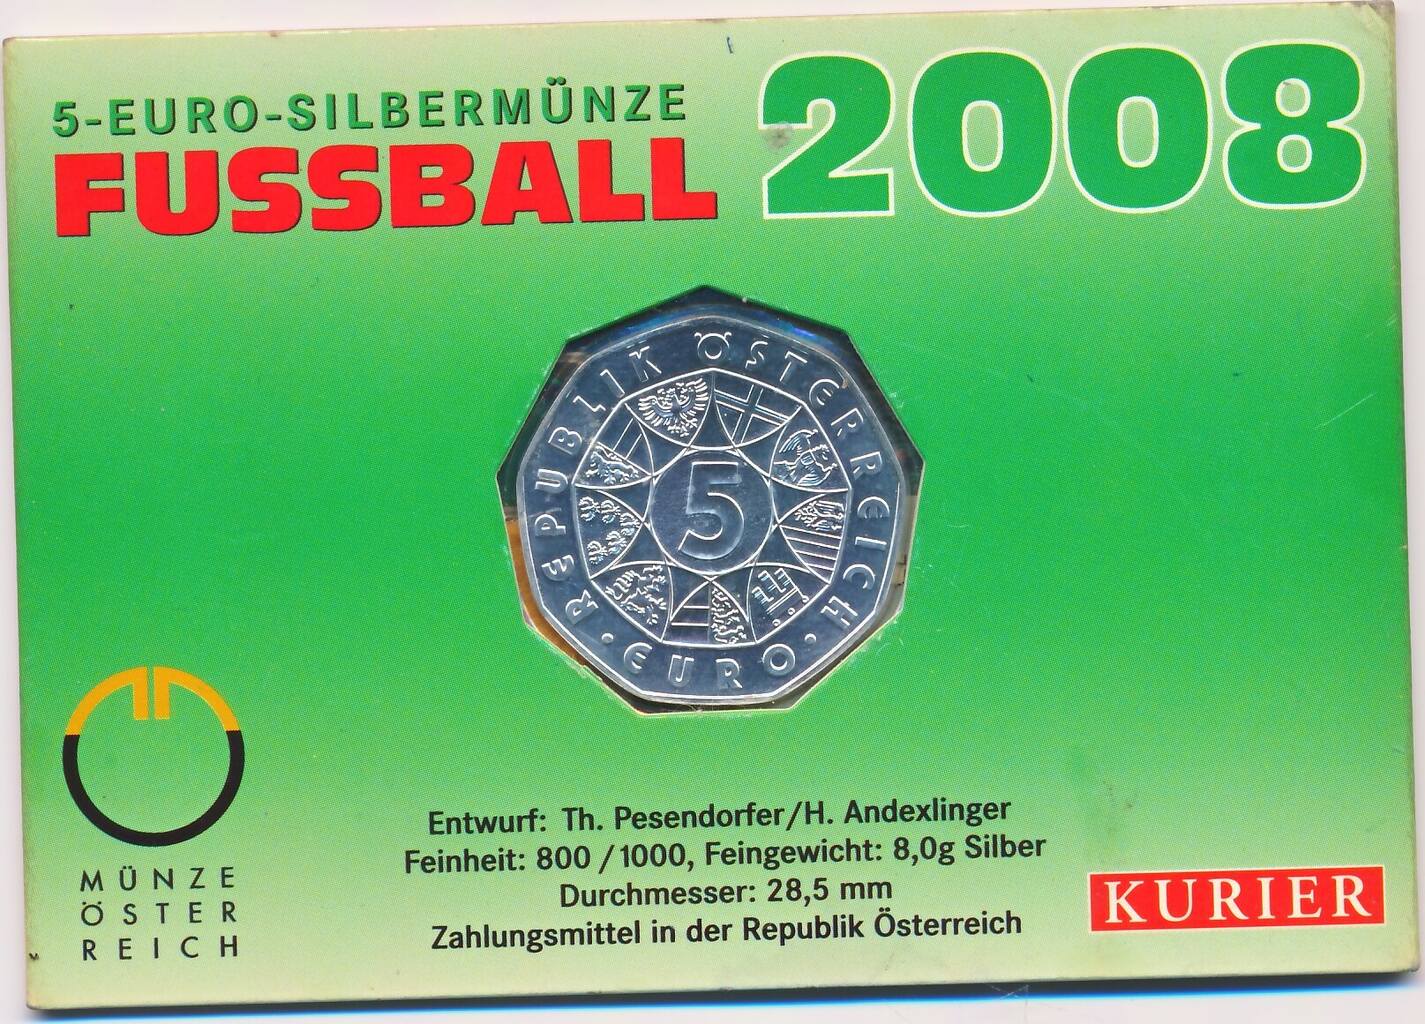 5-EURO-SILBERMÜNZE
FUSSBALL
2008
REPUBLIK ÖSTERREICH
5
· EURO ·
Entwurf: Th. Pesendorfer/H. Andexlinger
Feinheit: 800/1000, Feingewicht: 8,0g Silber
Durchmesser: 28,5 mm
Zahlungsmittel in der Republik Österreich
MÜNZE
ÖSTER
REICH
KURIER